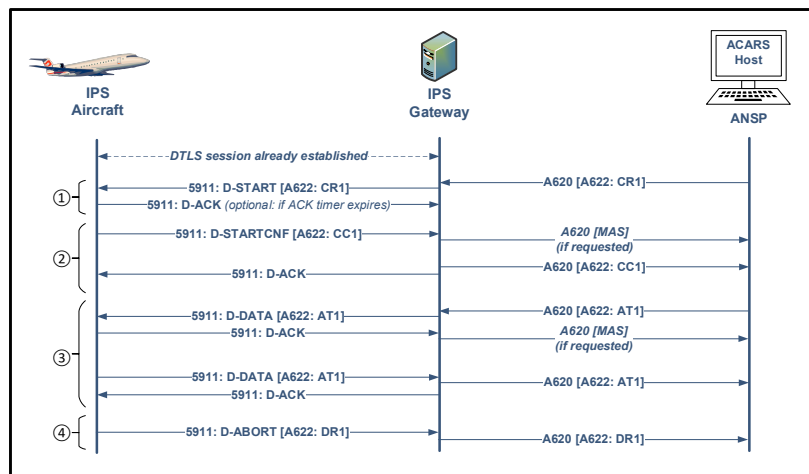 ACARS
Host
IPS
Aircraft
IPS
Gateway
ANSP
DTLS session already established
①
5911: D-START [A622: CR1]
A620 [A622: CR1]
5911: D-ACK (optional: if ACK timer expires)
②
5911: D-STARTCNF [A622: CC1]
A620 [MAS]
(if requested)
5911: D-ACK
A620 [A622: CC1]
③
5911: D-DATA [A622: AT1]
A620 [A622: AT1]
5911: D-ACK
A620 [MAS]
(if requested)
5911: D-DATA [A622: AT1]
A620 [A622: AT1]
5911: D-ACK
④
5911: D-ABORT [A622: DR1]
A620 [A622: DR1]